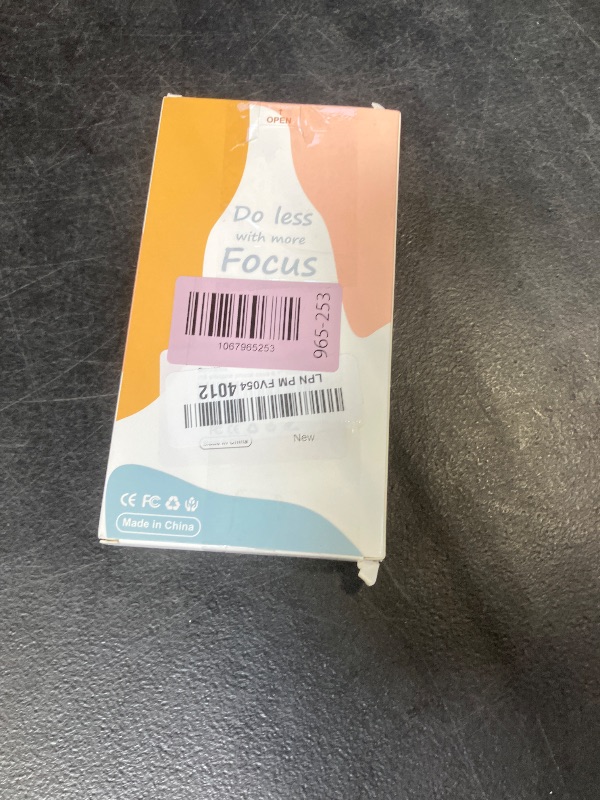 OPEN
Do less
with more
Focus
1067965253
965-253
LPN PM FV054 4012
New
CE FC
Made in China